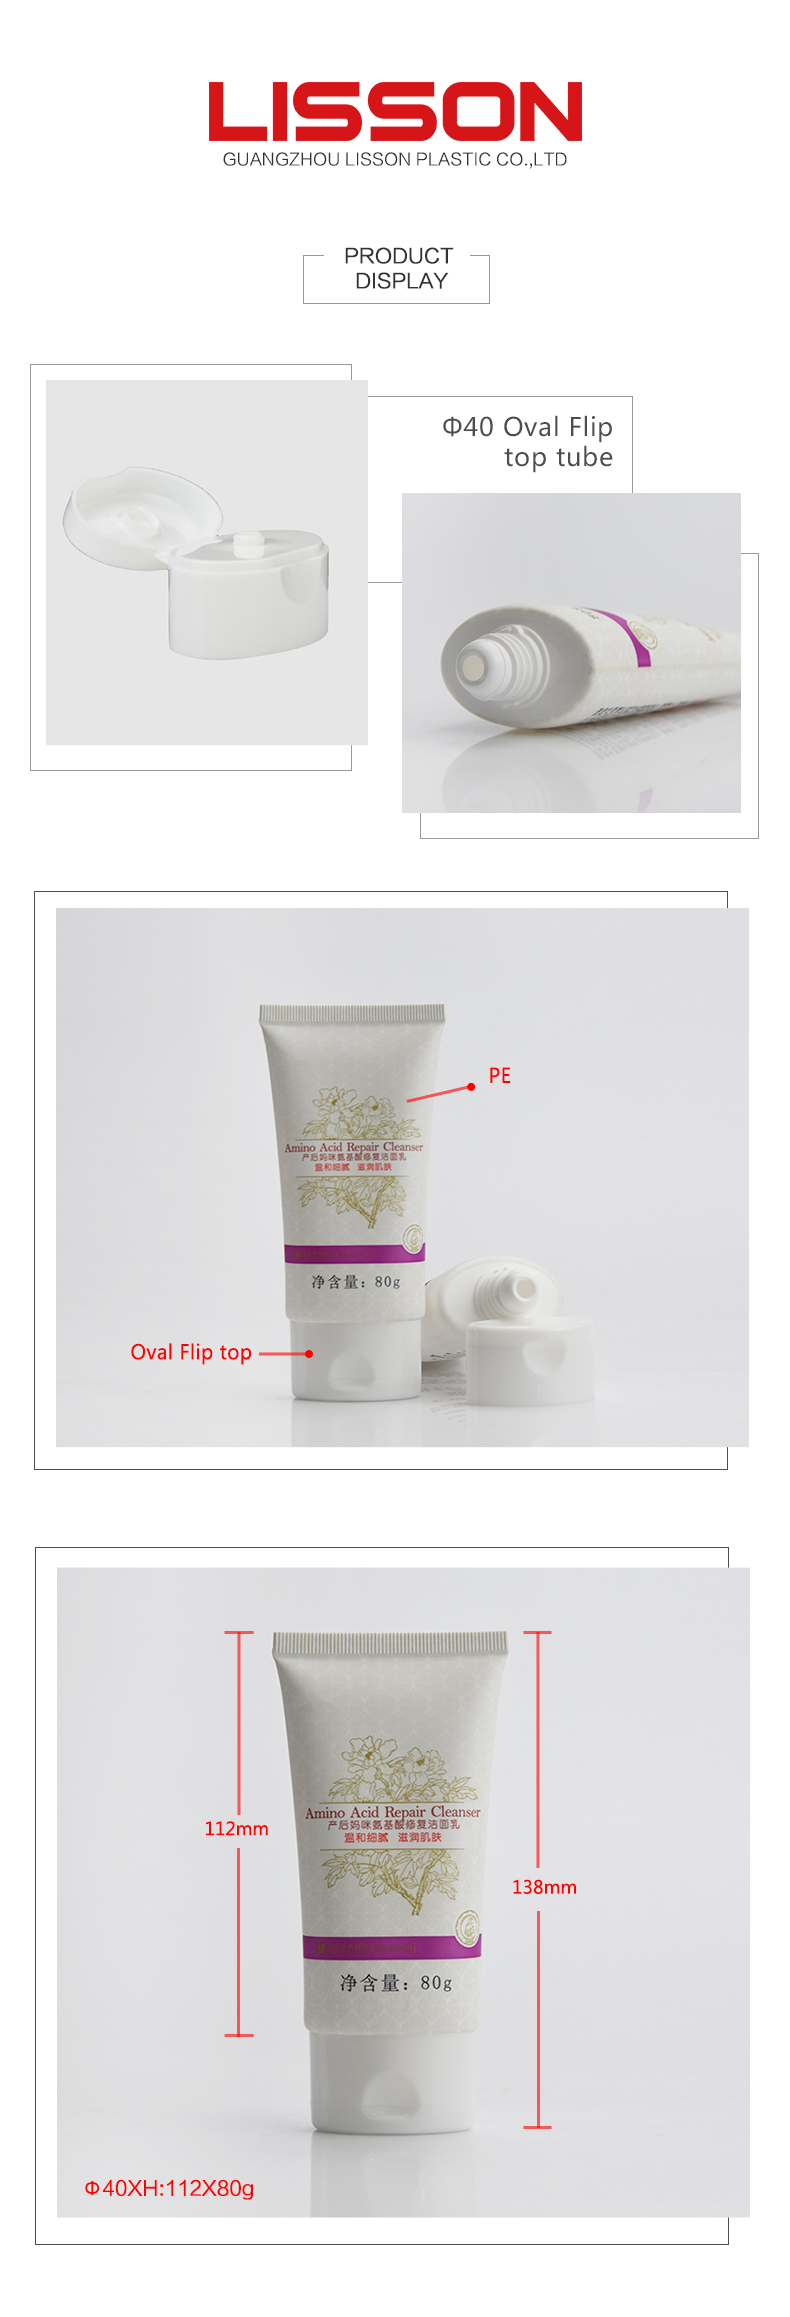 LISSON
GUANGZHOU LISSON PLASTIC CO.,LTD
PRODUCT
DISPLAY
Φ40 Oval Flip
top tube
PE
Amino Acid Repair Cleanser
产后妈咪氨基酸修复洁面乳
温和细腻 滋润肌肤
净含量：80g
Oval Flip top
112mm
138mm
Amino Acid Repair Cleanser
产后妈咪氨基酸修复洁面乳
温和细腻 滋润肌肤
净含量：80g
Φ40XH:112X80g